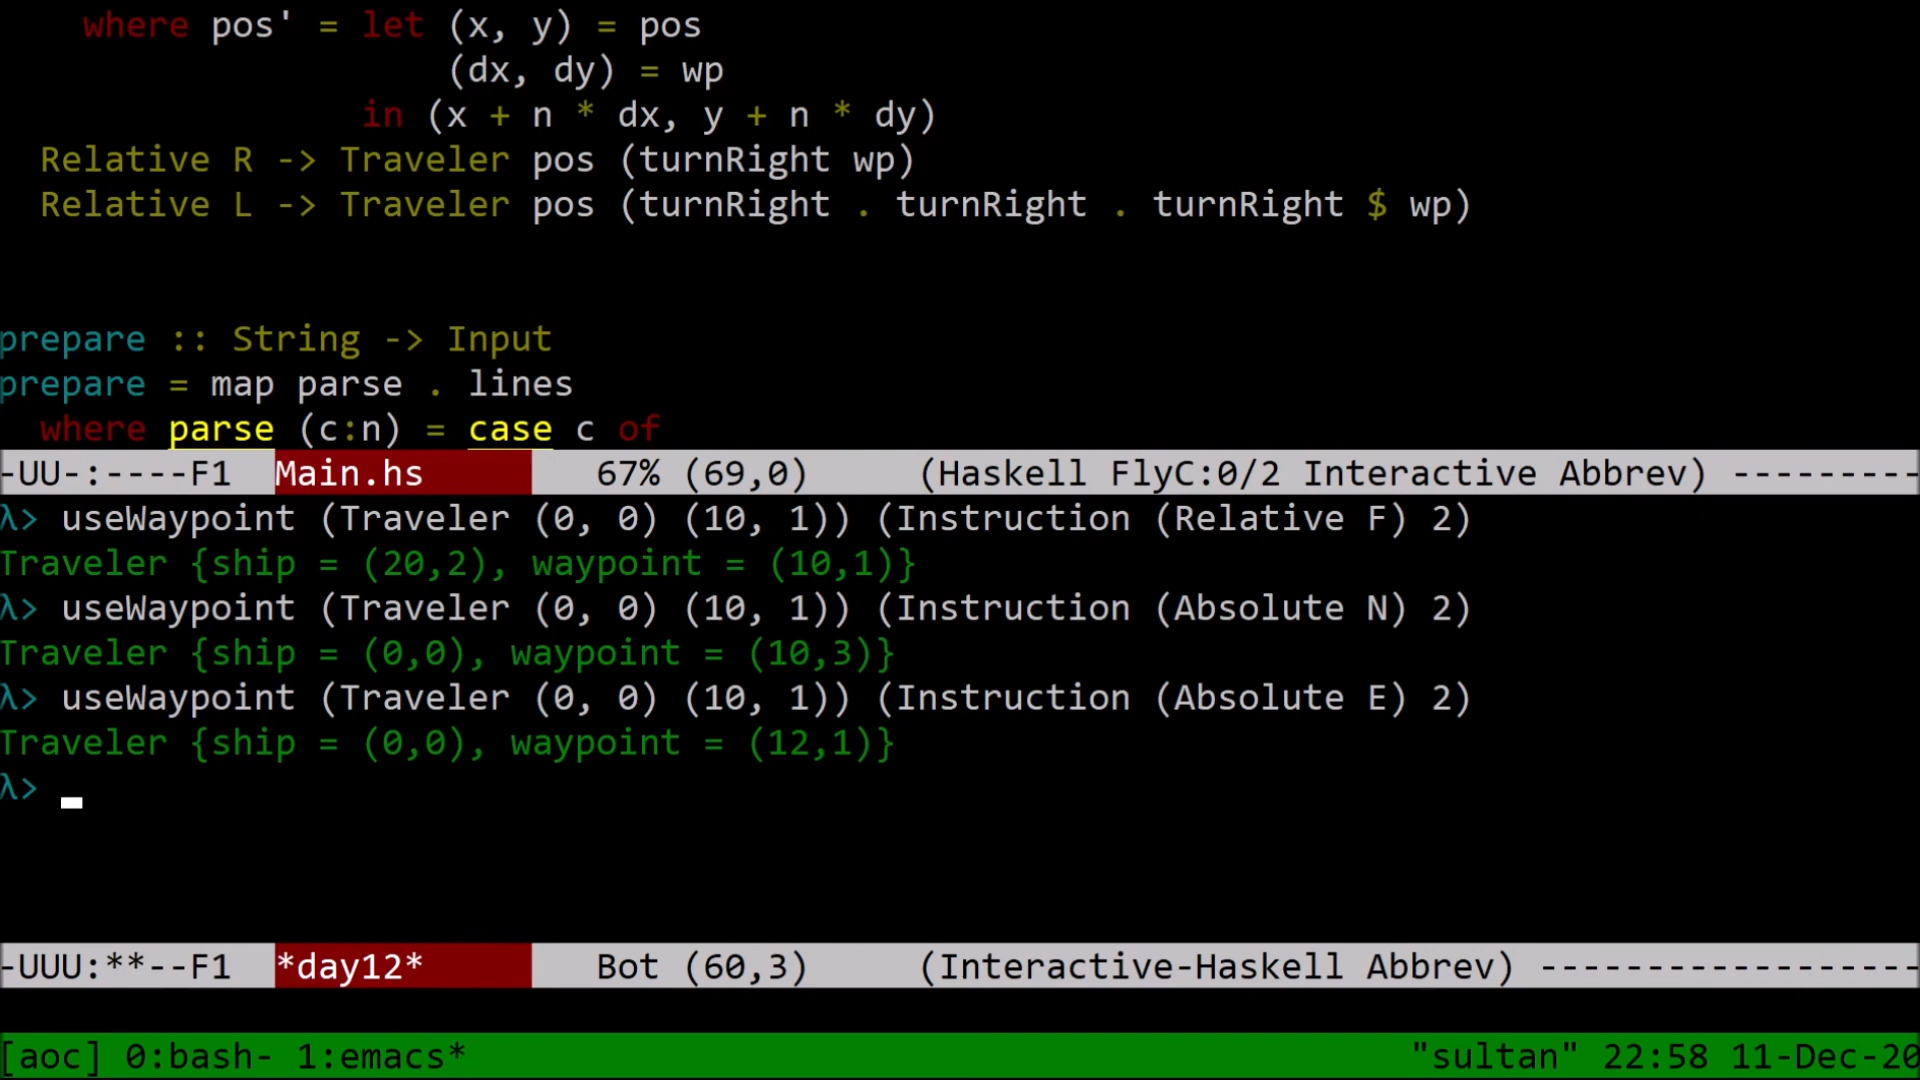 where pos' = let (x, y) = pos
(dx, dy) = wp
in (x + n * dx, y + n * dy)
Relative R -> Traveler pos (turnRight wp)
Relative L -> Traveler pos (turnRight . turnRight . turnRight $ wp)
prepare :: String -> Input
prepare = map parse . lines
where parse (c:n) = case c of
-UU-:----F1 Main.hs 67% (69,0) (Haskell FlyC:0/2 Interactive Abbrev) ---------
λ> useWaypoint (Traveler (0, 0) (10, 1)) (Instruction (Relative F) 2)
Traveler {ship = (20,2), waypoint = (10,1)}
λ> useWaypoint (Traveler (0, 0) (10, 1)) (Instruction (Absolute N) 2)
Traveler {ship = (0,0), waypoint = (10,3)}
λ> useWaypoint (Traveler (0, 0) (10, 1)) (Instruction (Absolute E) 2)
Traveler {ship = (0,0), waypoint = (12,1)}
λ>
-UUU:**--F1 *day12* Bot (60,3) (Interactive-Haskell Abbrev) ------------------
[aoc] 0:bash- 1:emacs* "sultan" 22:58 11-Dec-20